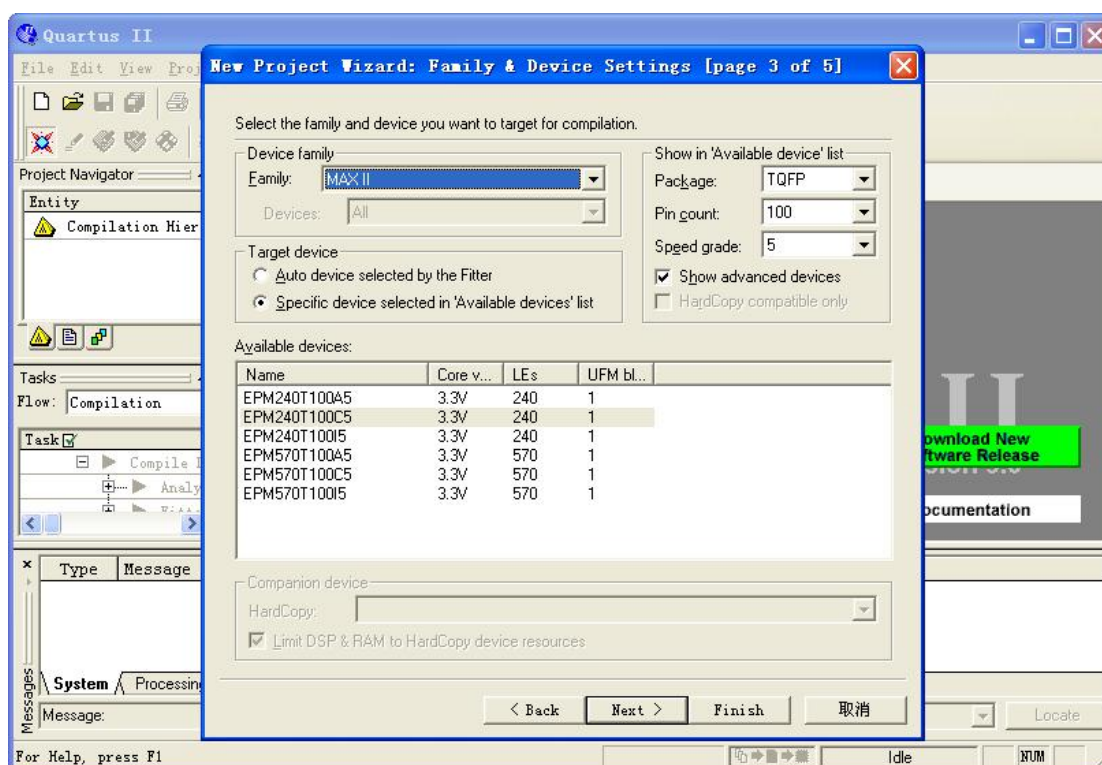 Quartus II
File Edit View Proj
New Project Wizard: Family & Device Settings [page 3 of 5]
Select the family and device you want to target for compilation.
Device family
Family: MAX II
Devices: All
Show in 'Available device' list
Package: TQFP
Pin count: 100
Speed grade: 5
Show advanced devices
HardCopy compatible only
Target device
Auto device selected by the Fitter
Specific device selected in 'Available devices' list
Available devices:
Name Core v... LEs UFM bl...
EPM240T100A5 3.3V 240 1
EPM240T100C5 3.3V 240 1
EPM240T100I5 3.3V 240 1
EPM570T100A5 3.3V 570 1
EPM570T100C5 3.3V 570 1
EPM570T100I5 3.3V 570 1
Companion device
HardCopy:
Limit DSP & RAM to HardCopy device resources
< Back Next > Finish 取消
Project Navigator
Entity
Compilation Hier
Tasks
Flow: Compilation
Task
Compile
Analy
II
ownload New
ftware Release
ocumentation
× Type Message
Messages
System Processin
Message:
Locate
For Help, press F1
Idle
NUM